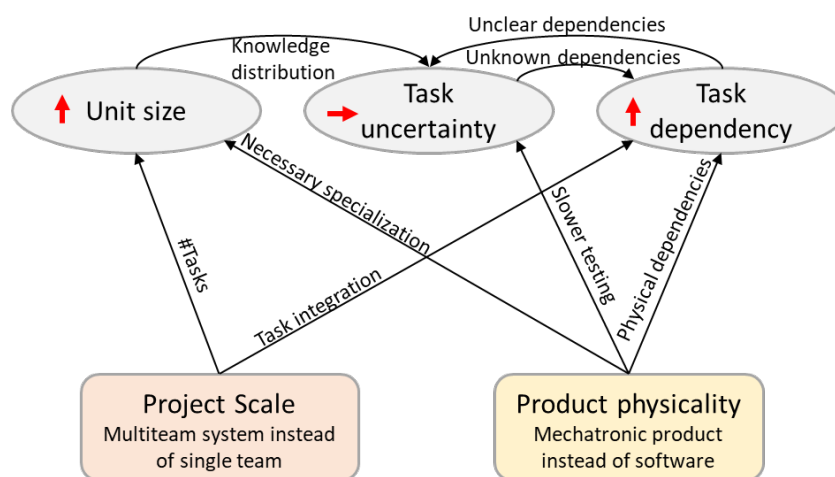 Unclear dependencies
Knowledge
distribution
Unknown dependencies
Unit size
Task
uncertainty
Task
dependency
Necessary specialization
Slower testing
Physical dependencies
#Tasks
Task integration
Project Scale
Multiteam system instead
of single team
Product physicality
Mechatronic product
instead of software